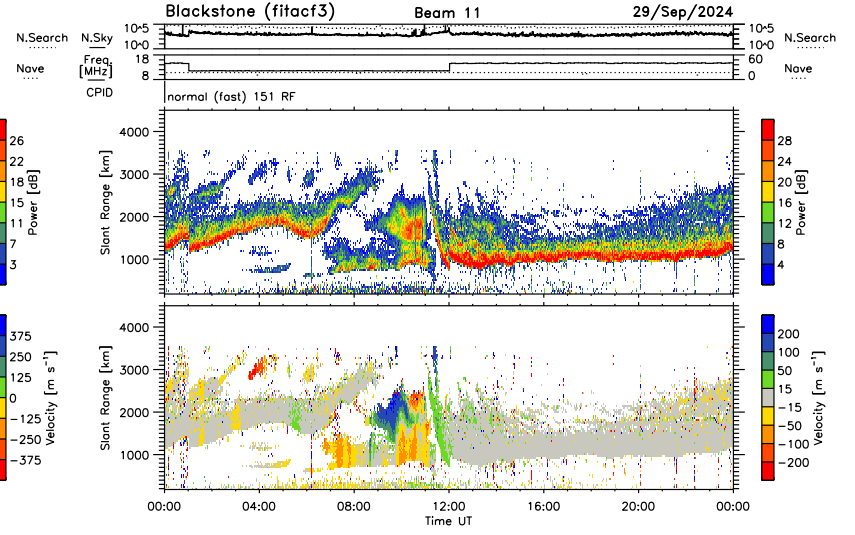 Blackstone (fitacf3) Beam 11 29/Sep/2024
N.Search N.Sky 10^5 10^0 10^5 10^0 N.Search
Nave Freq. [MHz] 18 8 60 0 Nave
CPID normal (fast) 151 RF
Power [dB] 26 22 18 15 11 7 3
Slant Range [km] 4000 3000 2000 1000
28 24 20 16 12 8 4 Power [dB]
Velocity [m s⁻¹] 375 250 125 0 −125 −250 −375
Slant Range [km] 4000 3000 2000 1000
200 100 50 15 −15 −50 −100 −200 Velocity [m s⁻¹]
00:00 04:00 08:00 12:00 16:00 20:00 00:00
Time UT